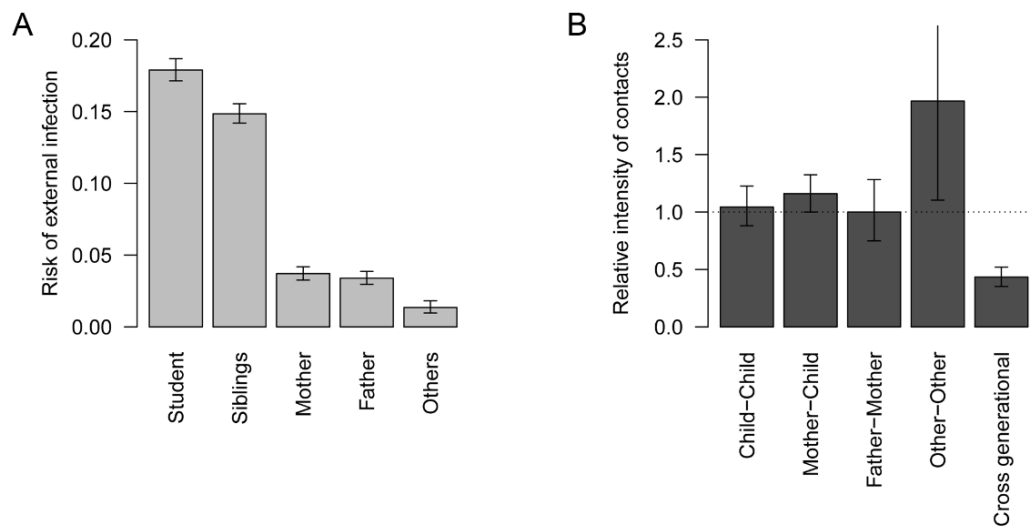 A
Risk of external infection
0.20
0.15
0.10
0.05
0.00
Student
Siblings
Mother
Father
Others
B
Relative intensity of contacts
2.5
2.0
1.5
1.0
0.5
0.0
Child−Child
Mother−Child
Father−Mother
Other−Other
Cross generational